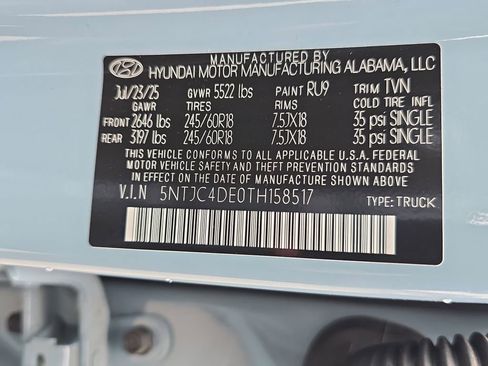 MANUFACTURED BY
HYUNDAI MOTOR MANUFACTURING ALABAMA, LLC
Jul/23/25 GVWR 5522 lbs PAINT RU9 TRIM TVN
GAWR TIRES RIMS COLD TIRE INFL
FRONT 2646 lbs 245/60R18 7.5JX18 35 psi SINGLE
REAR 3197 lbs 245/60R18 7.5JX18 35 psi SINGLE
THIS VEHICLE CONFORMS TO ALL APPLICABLE U.S.A. FEDERAL
MOTOR VEHICLE SAFETY AND THEFT PREVENTION STANDARDS
IN EFFECT ON THE DATE OF MANUFACTURE SHOWN ABOVE.
V.I.N 5NTJC4DE0TH158517 TYPE: TRUCK